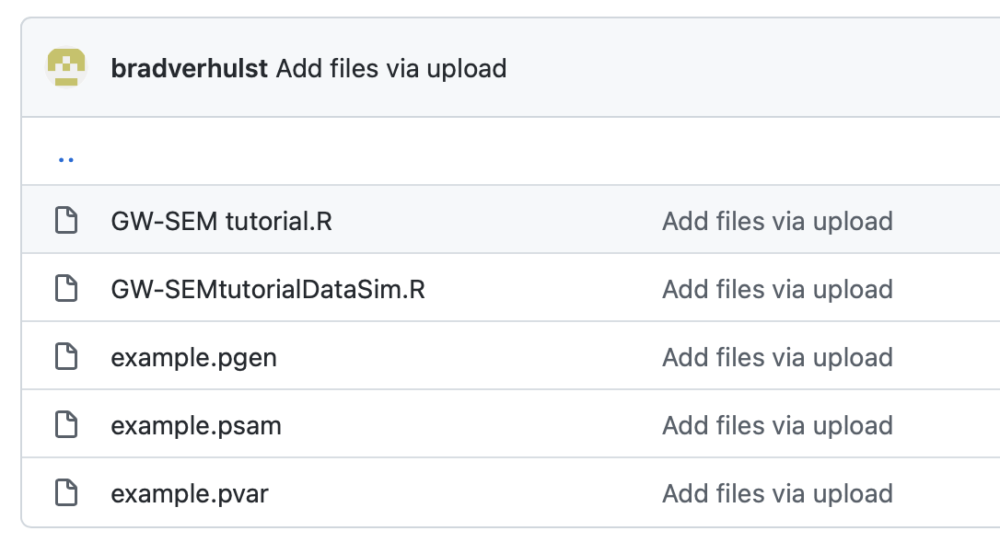 bradverhulst Add files via upload
..
GW-SEM tutorial.R Add files via upload
GW-SEMtutorialDataSim.R Add files via upload
example.pgen Add files via upload
example.psam Add files via upload
example.pvar Add files via upload